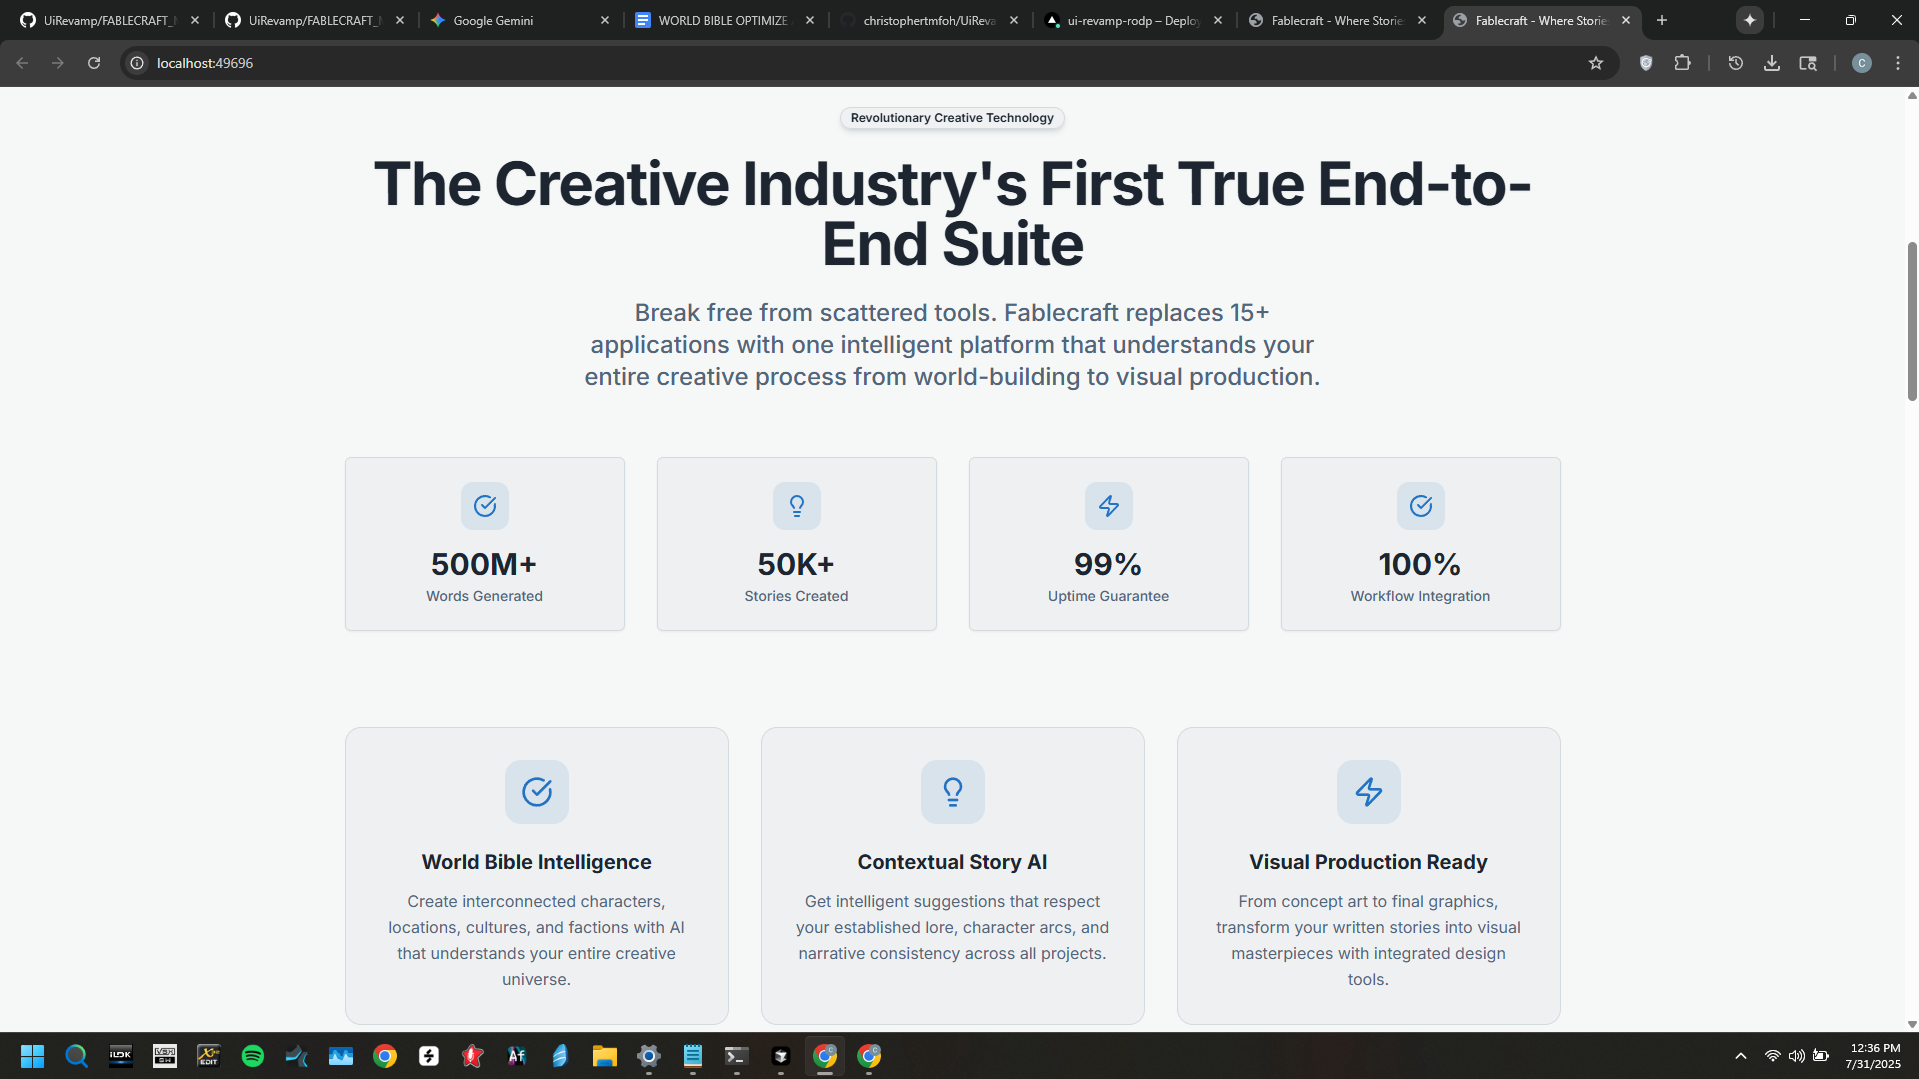 UiRevamp/FABLECRAFT_
UiRevamp/FABLECRAFT_
Google Gemini
WORLD BIBLE OPTIMIZE
christophertmfoh/UiReva
ui-revamp-rodp – Deploy
Fablecraft - Where Storie
Fablecraft - Where Storie
localhost:49696
C
Revolutionary Creative Technology
The Creative Industry's First True End-to-
End Suite
Break free from scattered tools. Fablecraft replaces 15+
applications with one intelligent platform that understands your
entire creative process from world-building to visual production.
500M+
Words Generated
50K+
Stories Created
99%
Uptime Guarantee
100%
Workflow Integration
World Bible Intelligence
Create interconnected characters,
locations, cultures, and factions with AI
that understands your entire creative
universe.
Contextual Story AI
Get intelligent suggestions that respect
your established lore, character arcs, and
narrative consistency across all projects.
Visual Production Ready
From concept art to final graphics,
transform your written stories into visual
masterpieces with integrated design
tools.
EDIT
Af
12:36 PM
7/31/2025